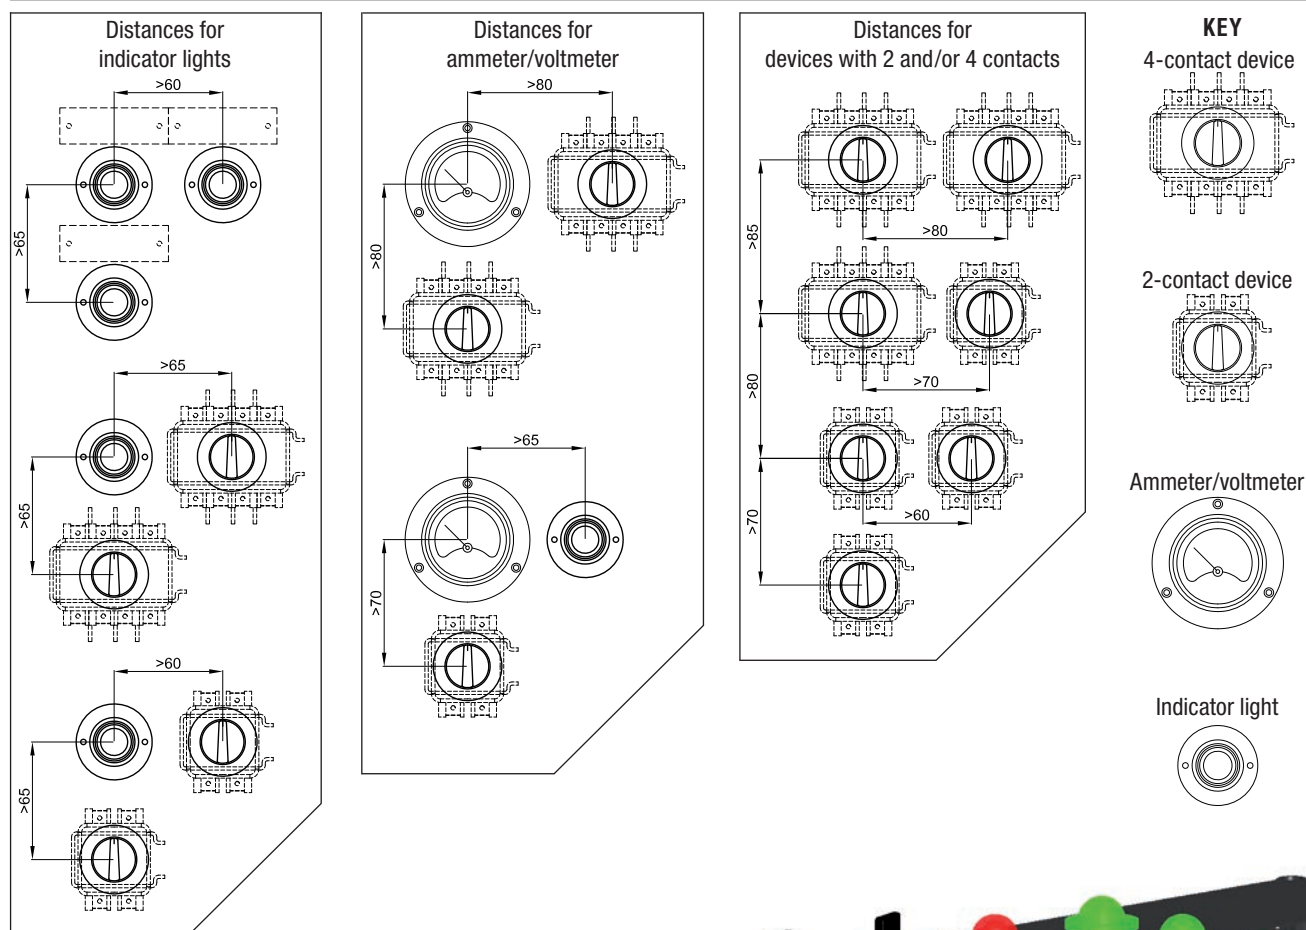 Distances for
indicator lights
>60
>65
>65
>65
>60
>65
Distances for
ammeter/voltmeter
>80
>80
>65
>70
Distances for
devices with 2 and/or 4 contacts
>85
>80
>80
>70
>70
>60
KEY
4-contact device
2-contact device
Ammeter/voltmeter
Indicator light